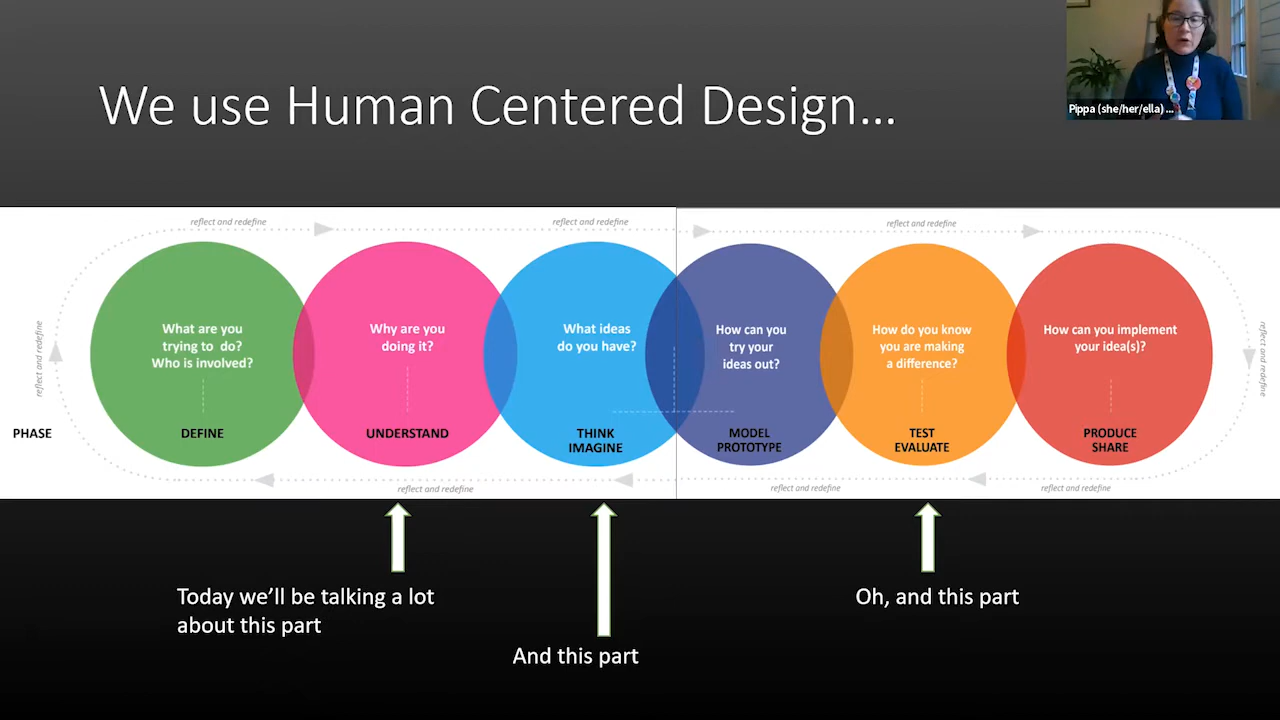 We use Human Centered Design...
Pippa (she/her/ella) ...
reflect and redefine
reflect and redefine
reflect and redefine
reflect and redefine
reflect and redefine
What are you
trying to do?
Who is involved?
Why are you
doing it?
What ideas
do you have?
How can you
try your
ideas out?
How do you know
you are making
a difference?
How can you implement
your idea(s)?
PHASE
DEFINE
UNDERSTAND
THINK
IMAGINE
MODEL
PROTOTYPE
TEST
EVALUATE
PRODUCE
SHARE
reflect and redefine
reflect and redefine
reflect and redefine
Today we'll be talking a lot
about this part
And this part
Oh, and this part